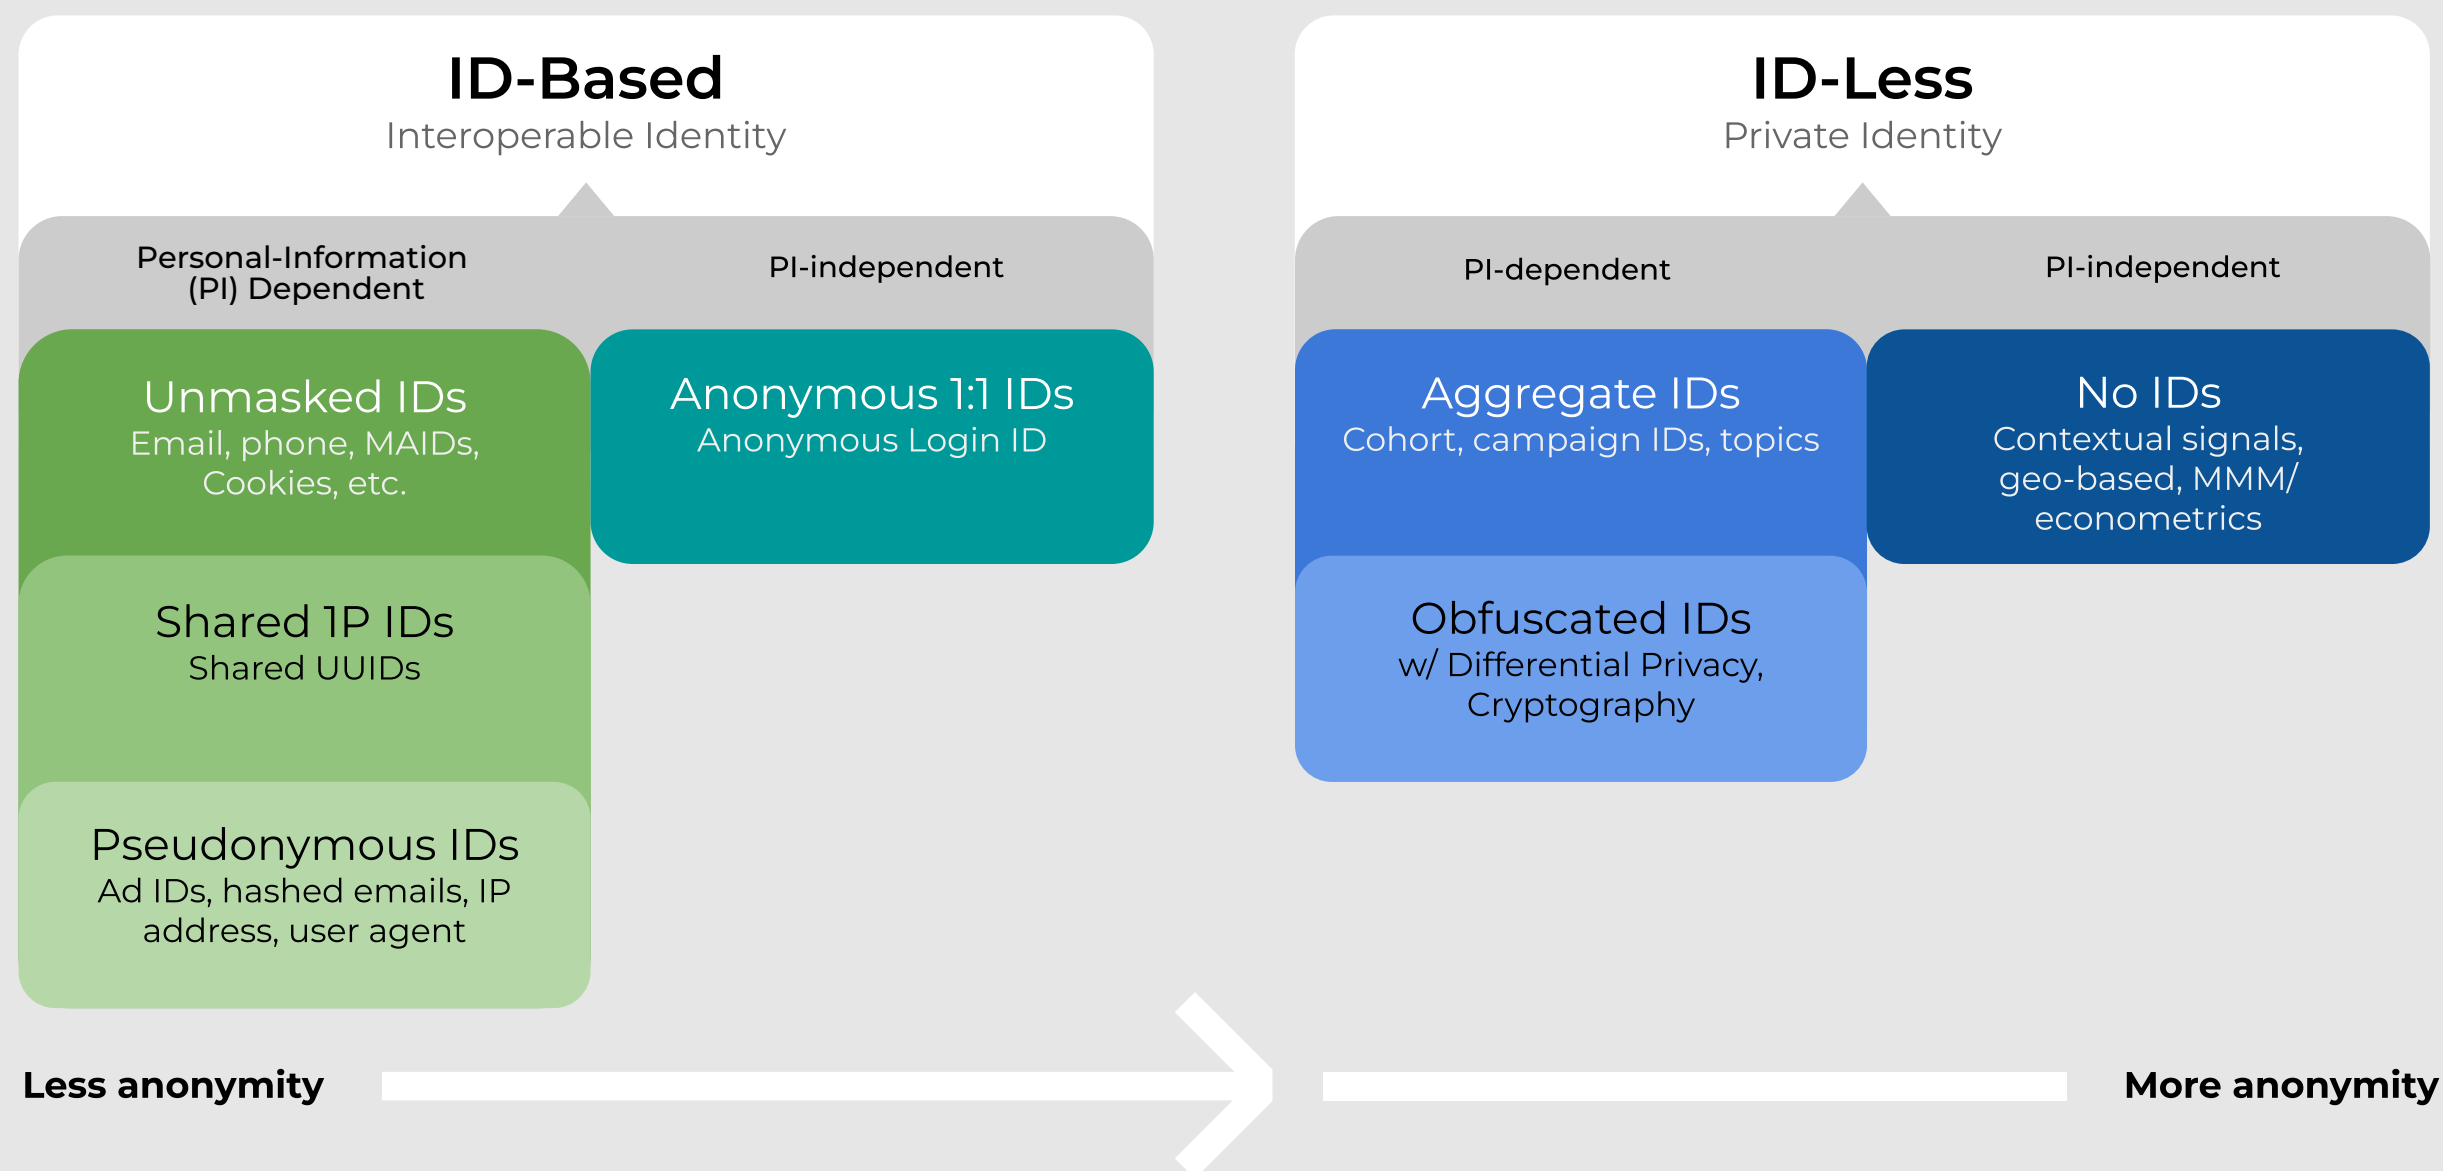 ID-Based
Interoperable Identity
Personal-Information
(PI) Dependent
PI-independent
Unmasked IDs
Email, phone, MAIDs,
Cookies, etc.
Anonymous 1:1 IDs
Anonymous Login ID
Shared 1P IDs
Shared UUIDs
Pseudonymous IDs
Ad IDs, hashed emails, IP
address, user agent
ID-Less
Private Identity
PI-dependent
PI-independent
Aggregate IDs
Cohort, campaign IDs, topics
No IDs
Contextual signals,
geo-based, MMM/
econometrics
Obfuscated IDs
w/ Differential Privacy,
Cryptography
Less anonymity
More anonymity